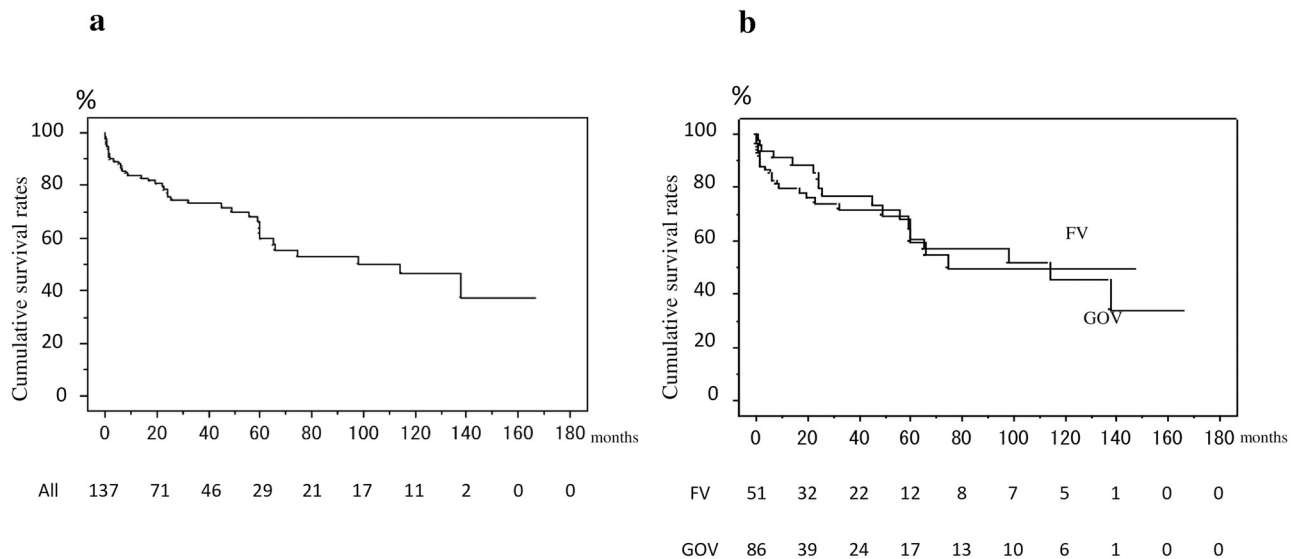 a
%
100
80
60
40
20
0
Cumulative survival rates
0 20 40 60 80 100 120 140 160 180 months
All 137 71 46 29 21 17 11 2 0 0
b
%
100
80
60
40
20
0
Cumulative survival rates
FV
GOV
0 20 40 60 80 100 120 140 160 180 months
FV 51 32 22 12 8 7 5 1 0 0
GOV 86 39 24 17 13 10 6 1 0 0